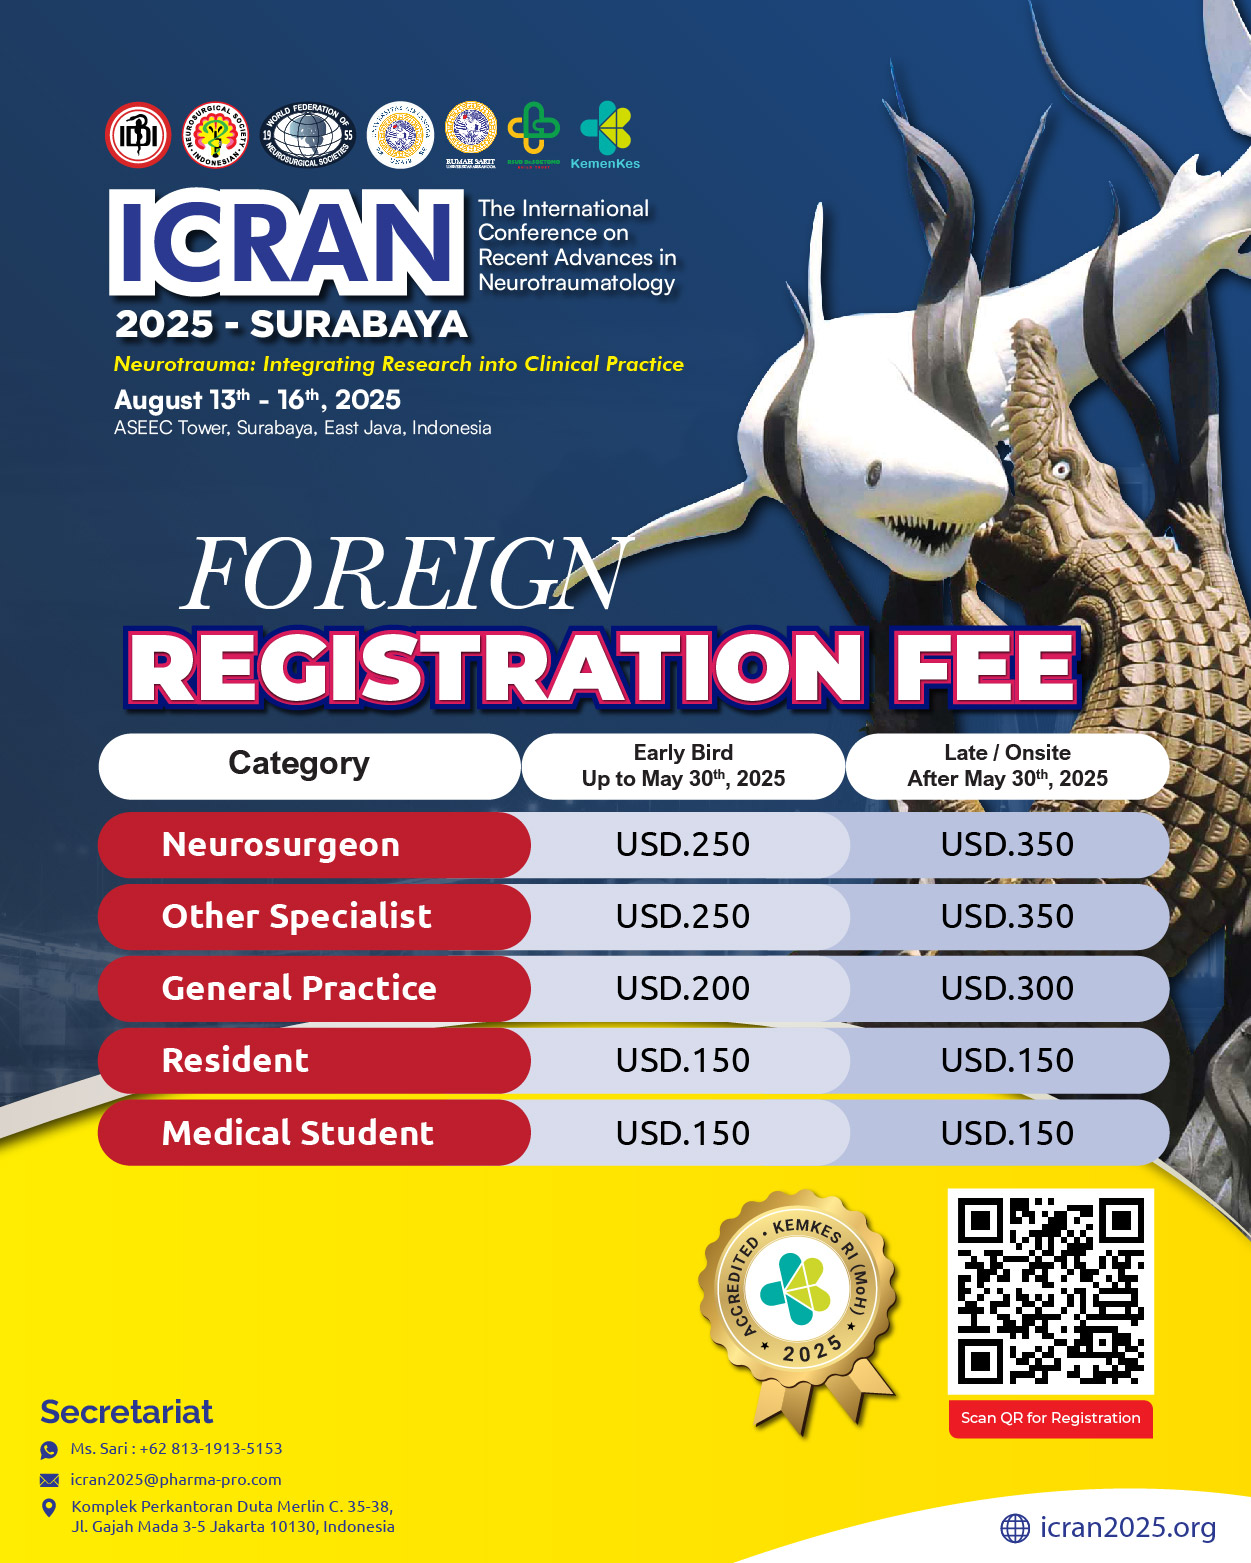 IDI
NEUROSURGICAL SOCIETY
INDONESIAN
WORLD FEDERATION OF
19 55
NEUROSURGICAL SOCIETIES
RUMAH SAKIT
UNIVERSITAS AIRLANGGA
KemenKes
ICRAN
The International
Conference on
Recent Advances in
Neurotraumatology
2025 - SURABAYA
Neurotrauma: Integrating Research into Clinical Practice
August 13th - 16th, 2025
ASEEC Tower, Surabaya, East Java, Indonesia
FOREIGN
REGISTRATION FEE
Category
Early Bird
Up to May 30th, 2025
Late / Onsite
After May 30th, 2025
Neurosurgeon USD.250 USD.350
Other Specialist USD.250 USD.350
General Practice USD.200 USD.300
Resident USD.150 USD.150
Medical Student USD.150 USD.150
ACCREDITED • KEMKES RI (MoH)
2025
Scan QR for Registration
Secretariat
Ms. Sari : +62 813-1913-5153
icran2025@pharma-pro.com
Komplek Perkantoran Duta Merlin C. 35-38,
Jl. Gajah Mada 3-5 Jakarta 10130, Indonesia
icran2025.org